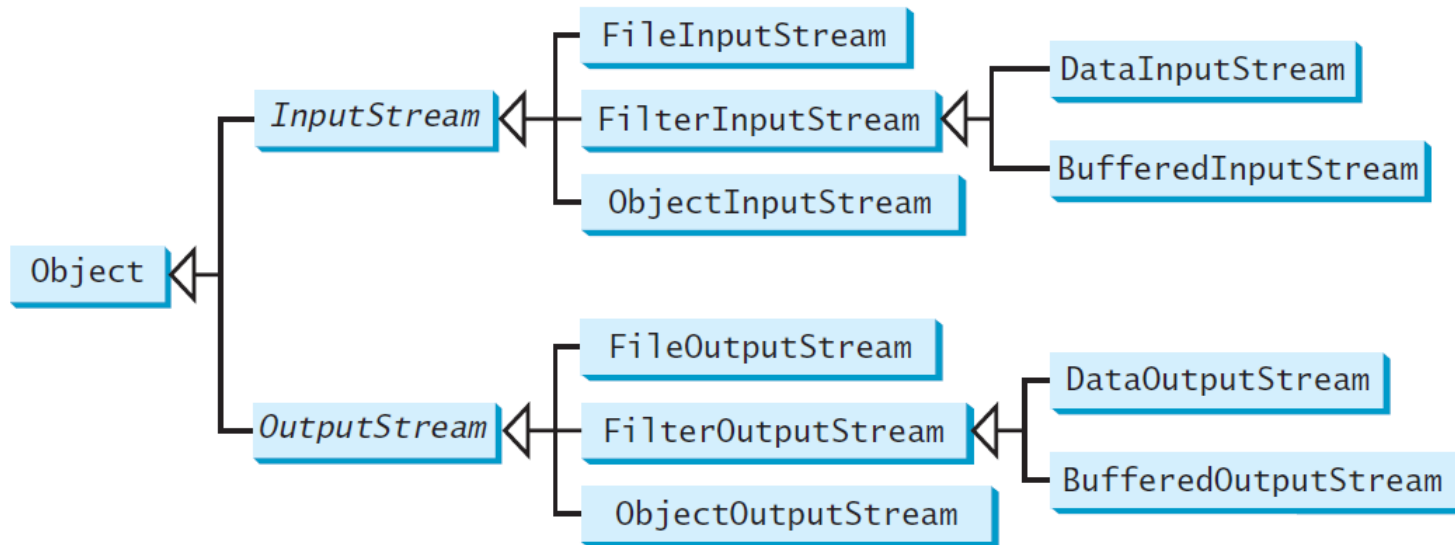 Object
InputStream
FileInputStream
FilterInputStream
ObjectInputStream
DataInputStream
BufferedInputStream
OutputStream
FileOutputStream
FilterOutputStream
ObjectOutputStream
DataOutputStream
BufferedOutputStream